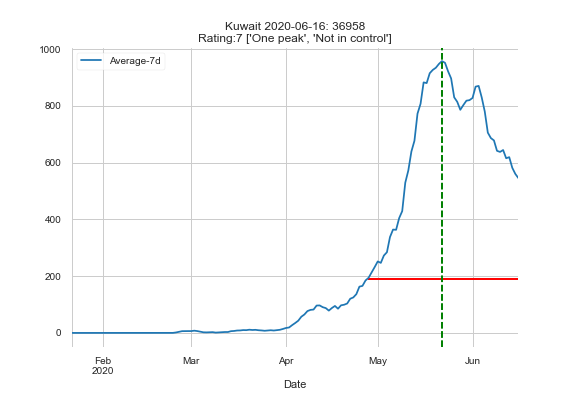 Kuwait 2020-06-16: 36958
Rating:7 ['One peak', 'Not in control']
Average-7d
1000
800
600
400
200
0
Feb
2020
Mar
Apr
May
Jun
Date